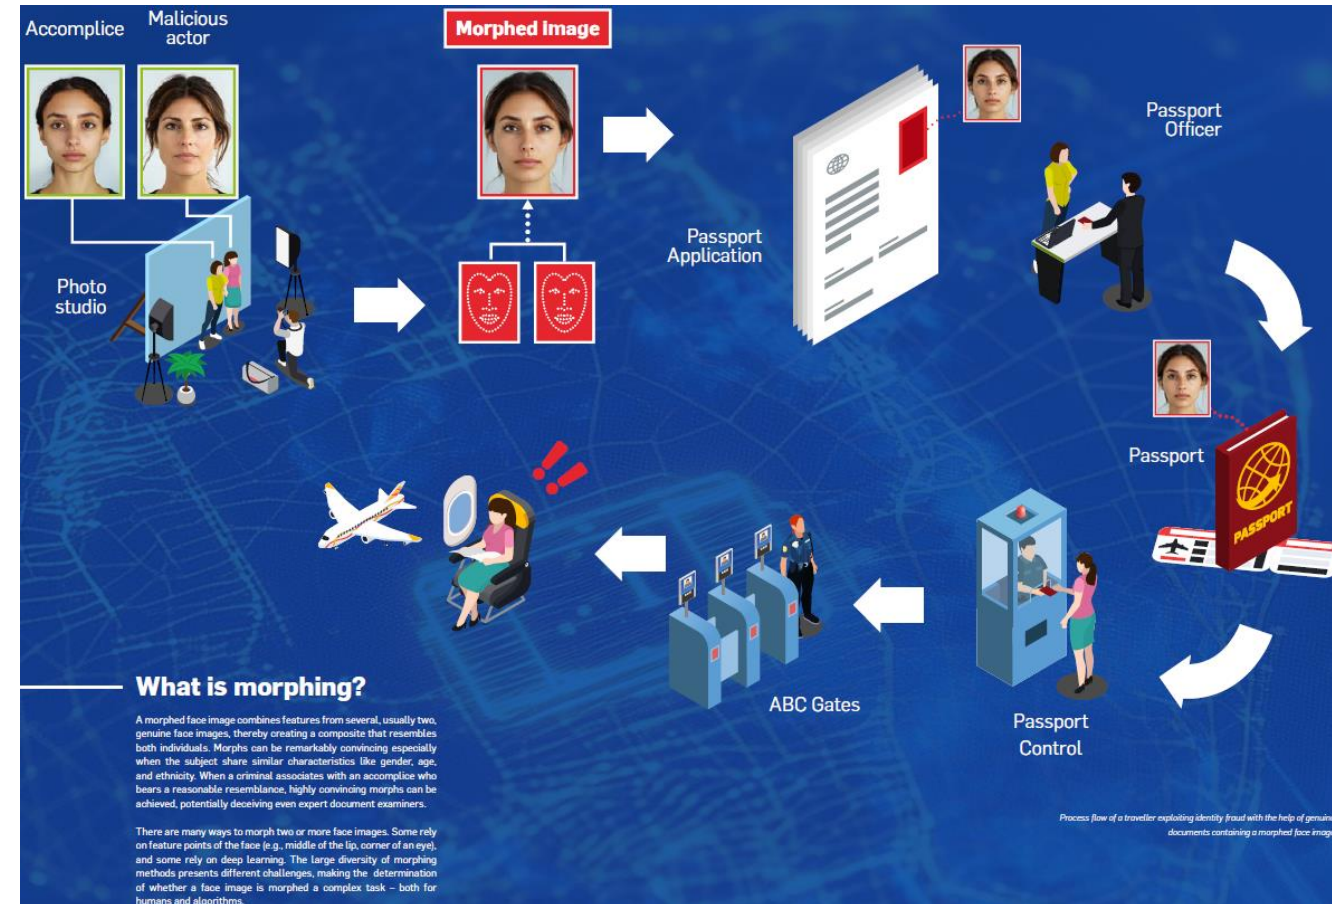 Accomplice
Malicious
actor
Morphed Image
Passport
Officer
Passport
Application
Photo
studio
Passport
PASSPORT
ABC Gates
Passport
Control
What is morphing?
A morphed face image combines features from several, usually two,
genuine face images, thereby creating a composite that resembles
both individuals. Morphs can be remarkably convincing especially
when the subject share similar characteristics like gender, age,
and ethnicity. When a criminal associates with an accomplice who
bears a reasonable resemblance, highly convincing morphs can be
achieved, potentially deceiving even expert document examiners.
There are many ways to morph two or more face images. Some rely
on feature points of the face (e.g., middle of the lip, corner of an eye),
and some rely on deep learning. The large diversity of morphing
methods presents different challenges, making the determination
of whether a face image is morphed a complex task – both for
humans and algorithms.
Process flow of a traveller exploiting identity fraud with the help of genuine
documents containing a morphed face image